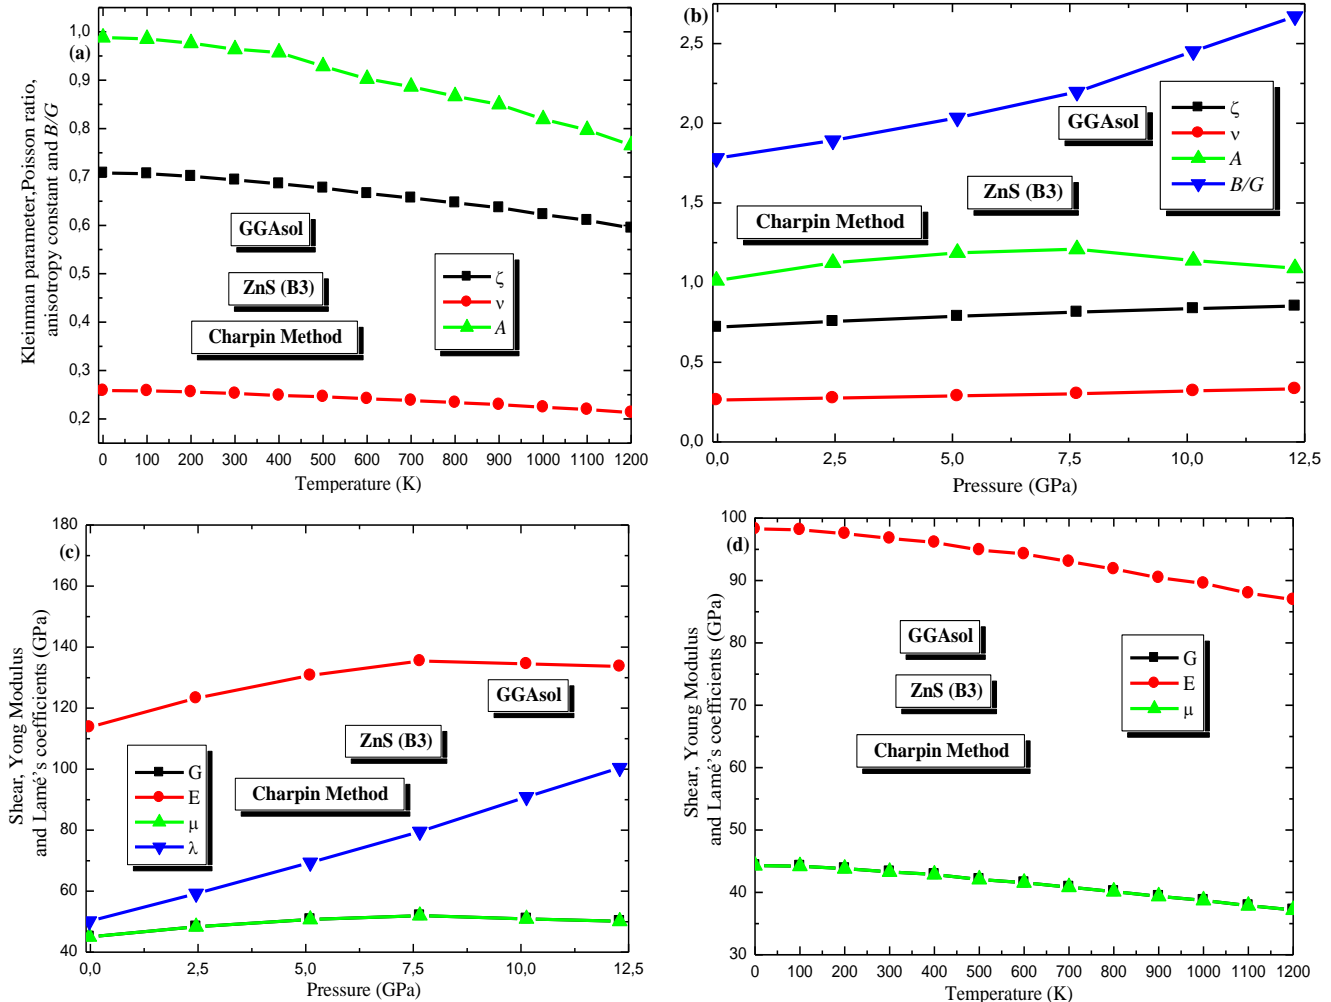 Kleinman parameter,Poisson ratio,
anisotropy constant and B/G
(a)
1,0
0,9
0,8
0,7
0,6
0,5
0,4
0,3
0,2
GGAsol
ZnS (B3)
Charpin Method
ζ
ν
A
0 100 200 300 400 500 600 700 800 900 1000 1100 1200
Temperature (K)
(b)
2,5
2,0
1,5
1,0
0,5
0,0
GGAsol
ZnS (B3)
Charpin Method
ζ
ν
A
B/G
0,0 2,5 5,0 7,5 10,0 12,5
Pressure (GPa)
Shear, Yong Modulus
and Lamé's coefficients (GPa)
(c)
180
160
140
120
100
80
60
40
GGAsol
ZnS (B3)
Charpin Method
G
E
μ
λ
0,0 2,5 5,0 7,5 10,0 12,5
Pressure (GPa)
Shear, Young Modulus
and Lamé's coefficients (GPa)
(d)
100
90
80
70
60
50
40
30
GGAsol
ZnS (B3)
Charpin Method
G
E
μ
0 100 200 300 400 500 600 700 800 900 1000 1100 1200
Temperature (K)